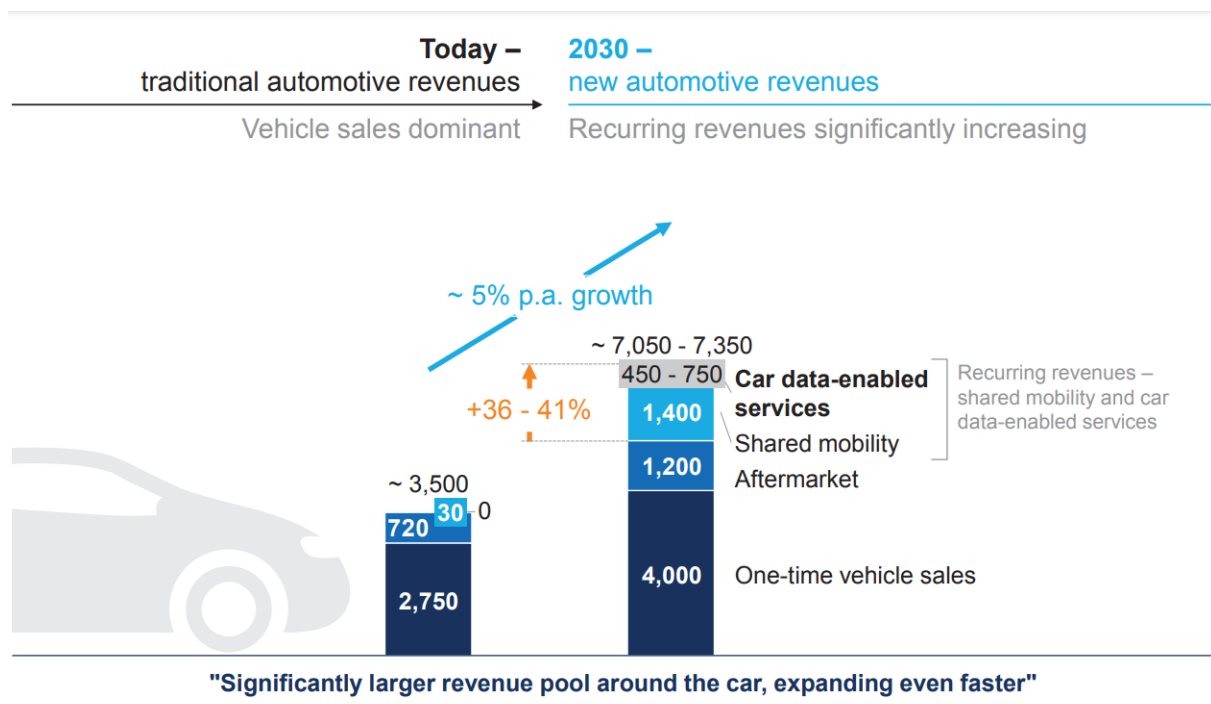 Today –
traditional automotive revenues
Vehicle sales dominant
2030 –
new automotive revenues
Recurring revenues significantly increasing
~ 5% p.a. growth
~ 7,050 - 7,350
450 - 750
Car data-enabled
services
+36 - 41%
1,400
Shared mobility
Recurring revenues –
shared mobility and car
data-enabled services
1,200
Aftermarket
~ 3,500
30
0
720
2,750
4,000
One-time vehicle sales
"Significantly larger revenue pool around the car, expanding even faster"